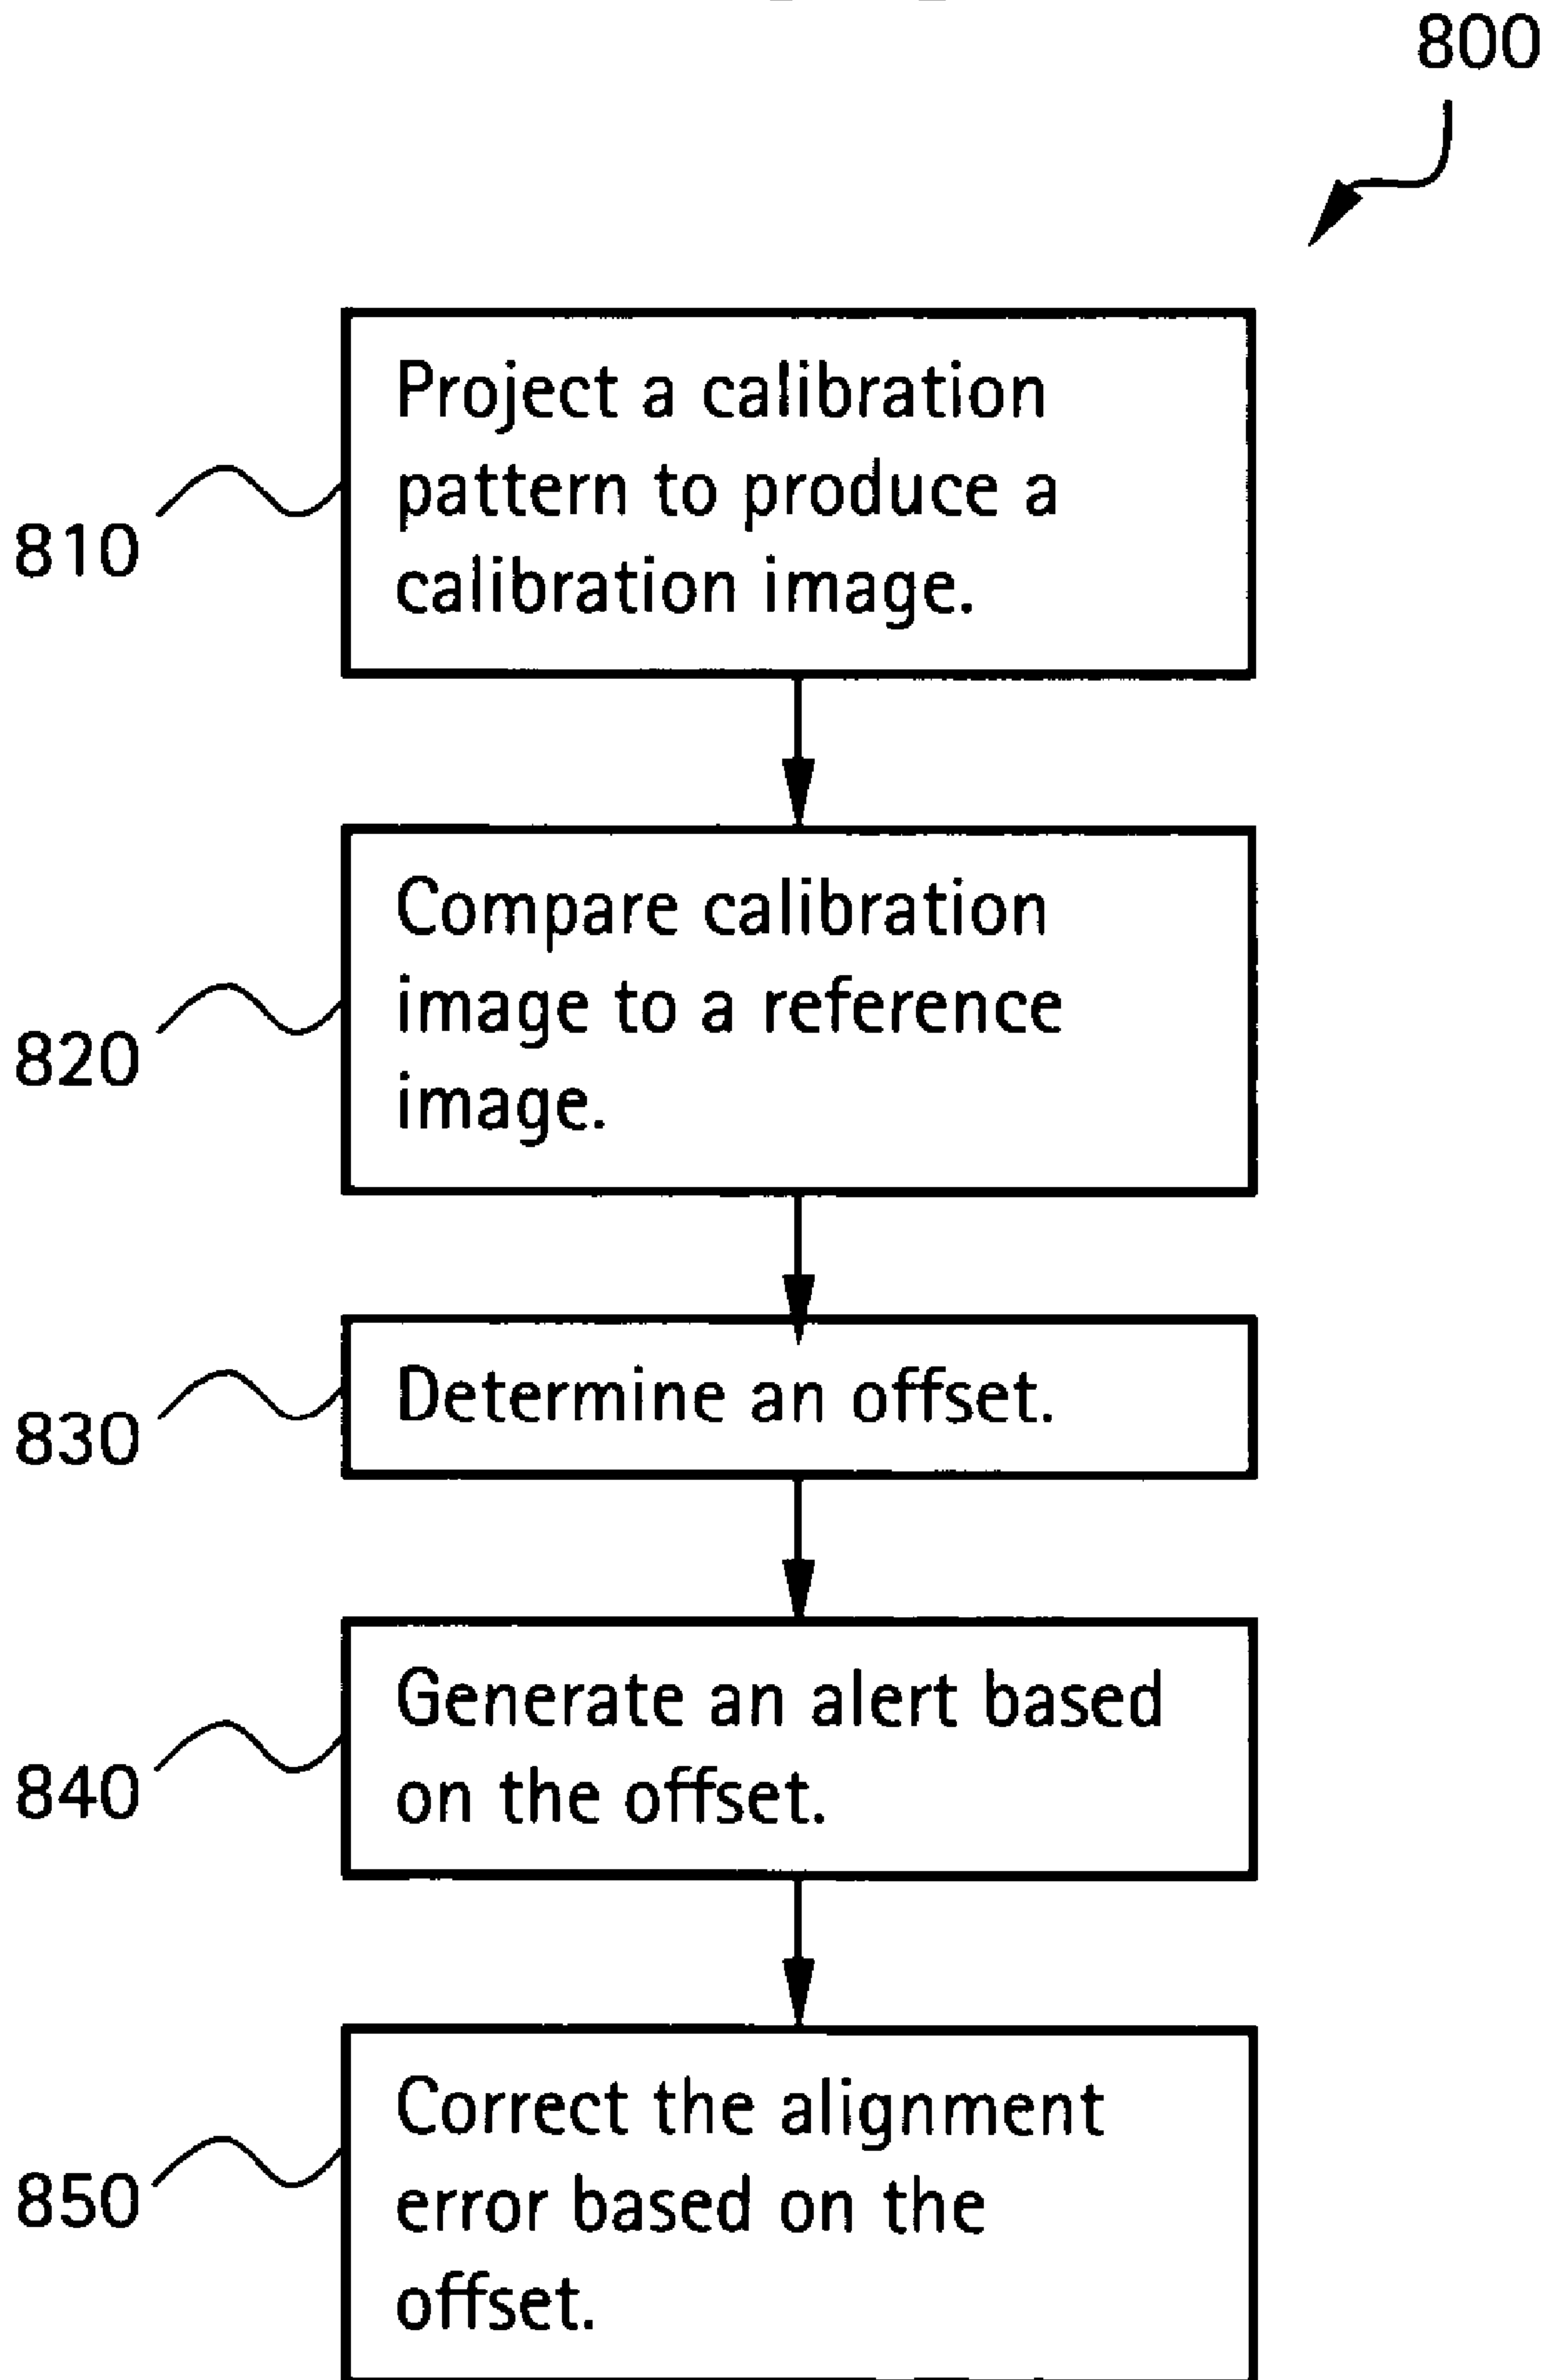 800
Project a calibration
pattern to produce a
calibration image.
810
Compare calibration
image to a reference
image.
820
Determine an offset.
830
Generate an alert based
on the offset.
840
Correct the alignment
error based on the
offset.
850